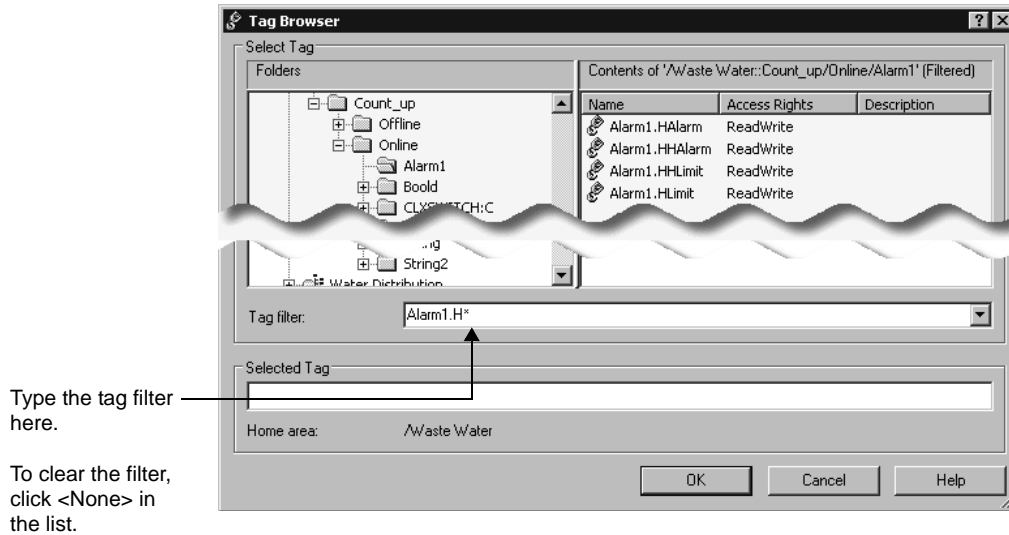 Tag Browser
Select Tag
Folders
Contents of '/Waste Water::Count_up/Online/Alarm1' (Filtered)
Count_up
Offline
Online
Alarm1
Boold
String2
Water Distribution
Name Access Rights Description
Alarm1.HAlarm ReadWrite
Alarm1.HHAlarm ReadWrite
Alarm1.HHLimit ReadWrite
Alarm1.HLimit ReadWrite
Tag filter: Alarm1.H*
Selected Tag
Home area: /Waste Water
OK Cancel Help
Type the tag filter
here.
To clear the filter,
click <None> in
the list.